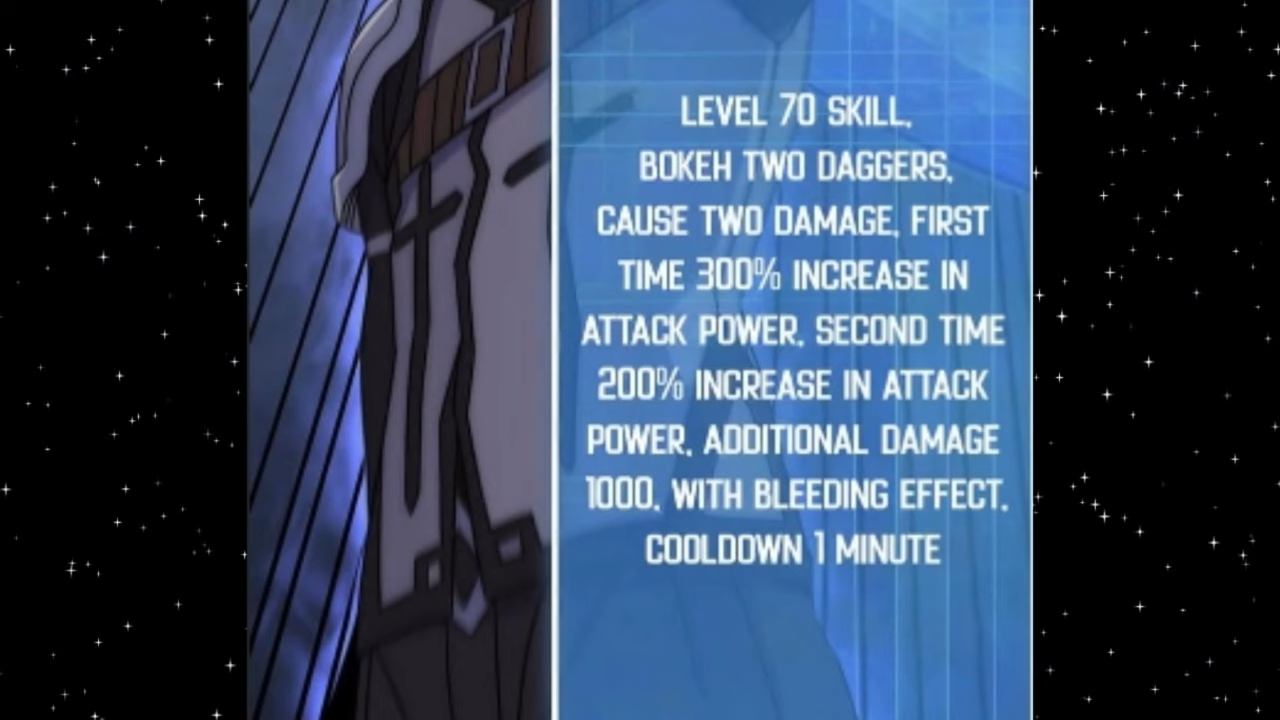 LEVEL 70 SKILL,
BOKEH TWO DAGGERS,
CAUSE TWO DAMAGE, FIRST
TIME 300% INCREASE IN
ATTACK POWER, SECOND TIME
200% INCREASE IN ATTACK
POWER, ADDITIONAL DAMAGE
1000, WITH BLEEDING EFFECT,
COOLDOWN 1 MINUTE